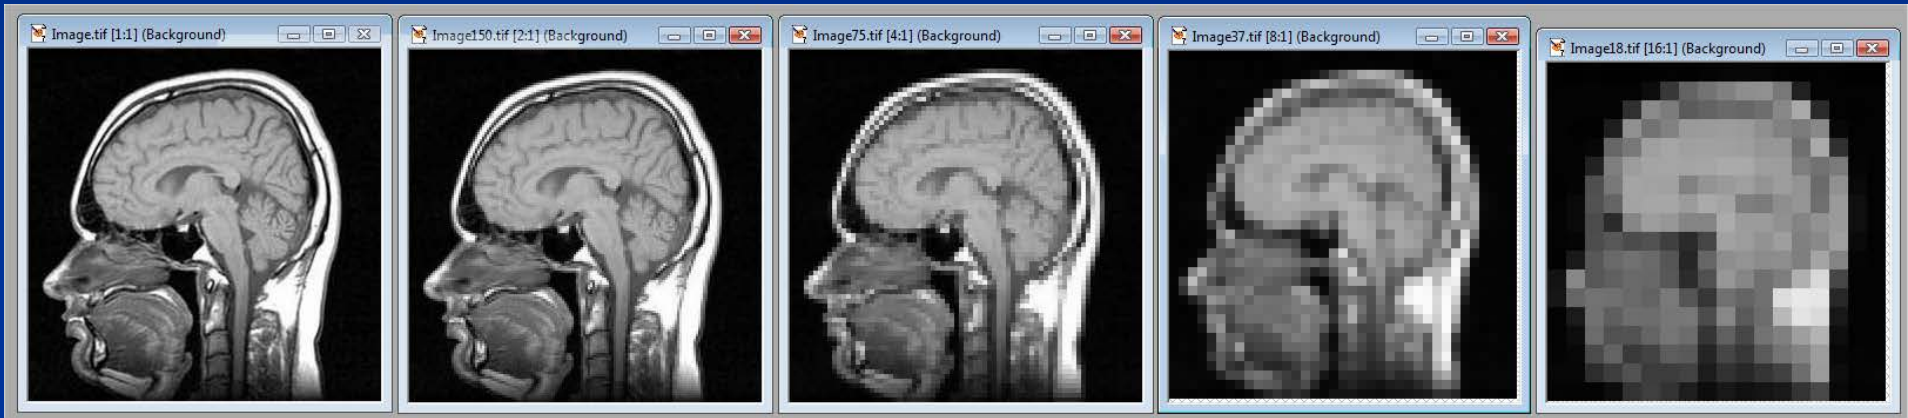 Image.tif [1:1] (Background)
Image150.tif [2:1] (Background)
Image75.tif [4:1] (Background)
Image37.tif [8:1] (Background)
Image18.tif [16:1] (Background)